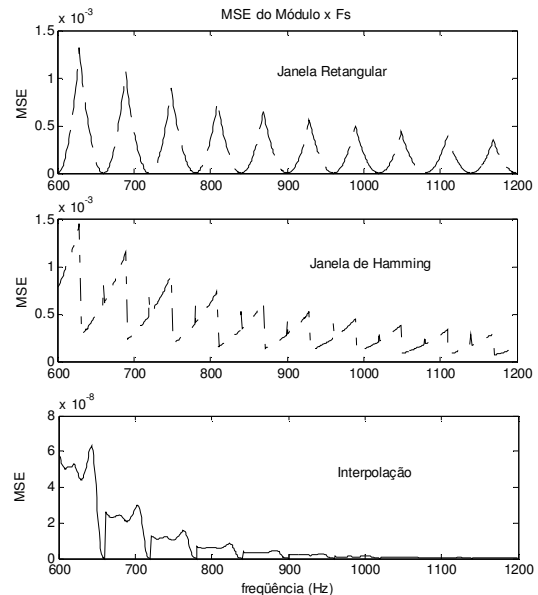 MSE do Módulo x Fs
x 10-3
1.5
1
0.5
0
MSE
Janela Retangular
600 700 800 900 1000 1100 1200
x 10-3
1.5
1
0.5
0
MSE
Janela de Hamming
600 700 800 900 1000 1100 1200
x 10-8
8
6
4
2
0
MSE
Interpolação
600 700 800 900 1000 1100 1200
freqüência (Hz)